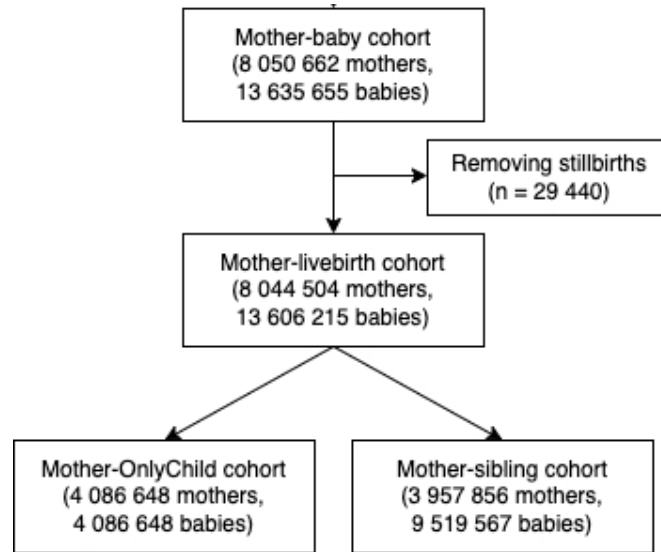 Mother-baby cohort
(8 050 662 mothers,
13 635 655 babies)
Removing stillbirths
(n = 29 440)
Mother-livebirth cohort
(8 044 504 mothers,
13 606 215 babies)
Mother-OnlyChild cohort
(4 086 648 mothers,
4 086 648 babies)
Mother-sibling cohort
(3 957 856 mothers,
9 519 567 babies)